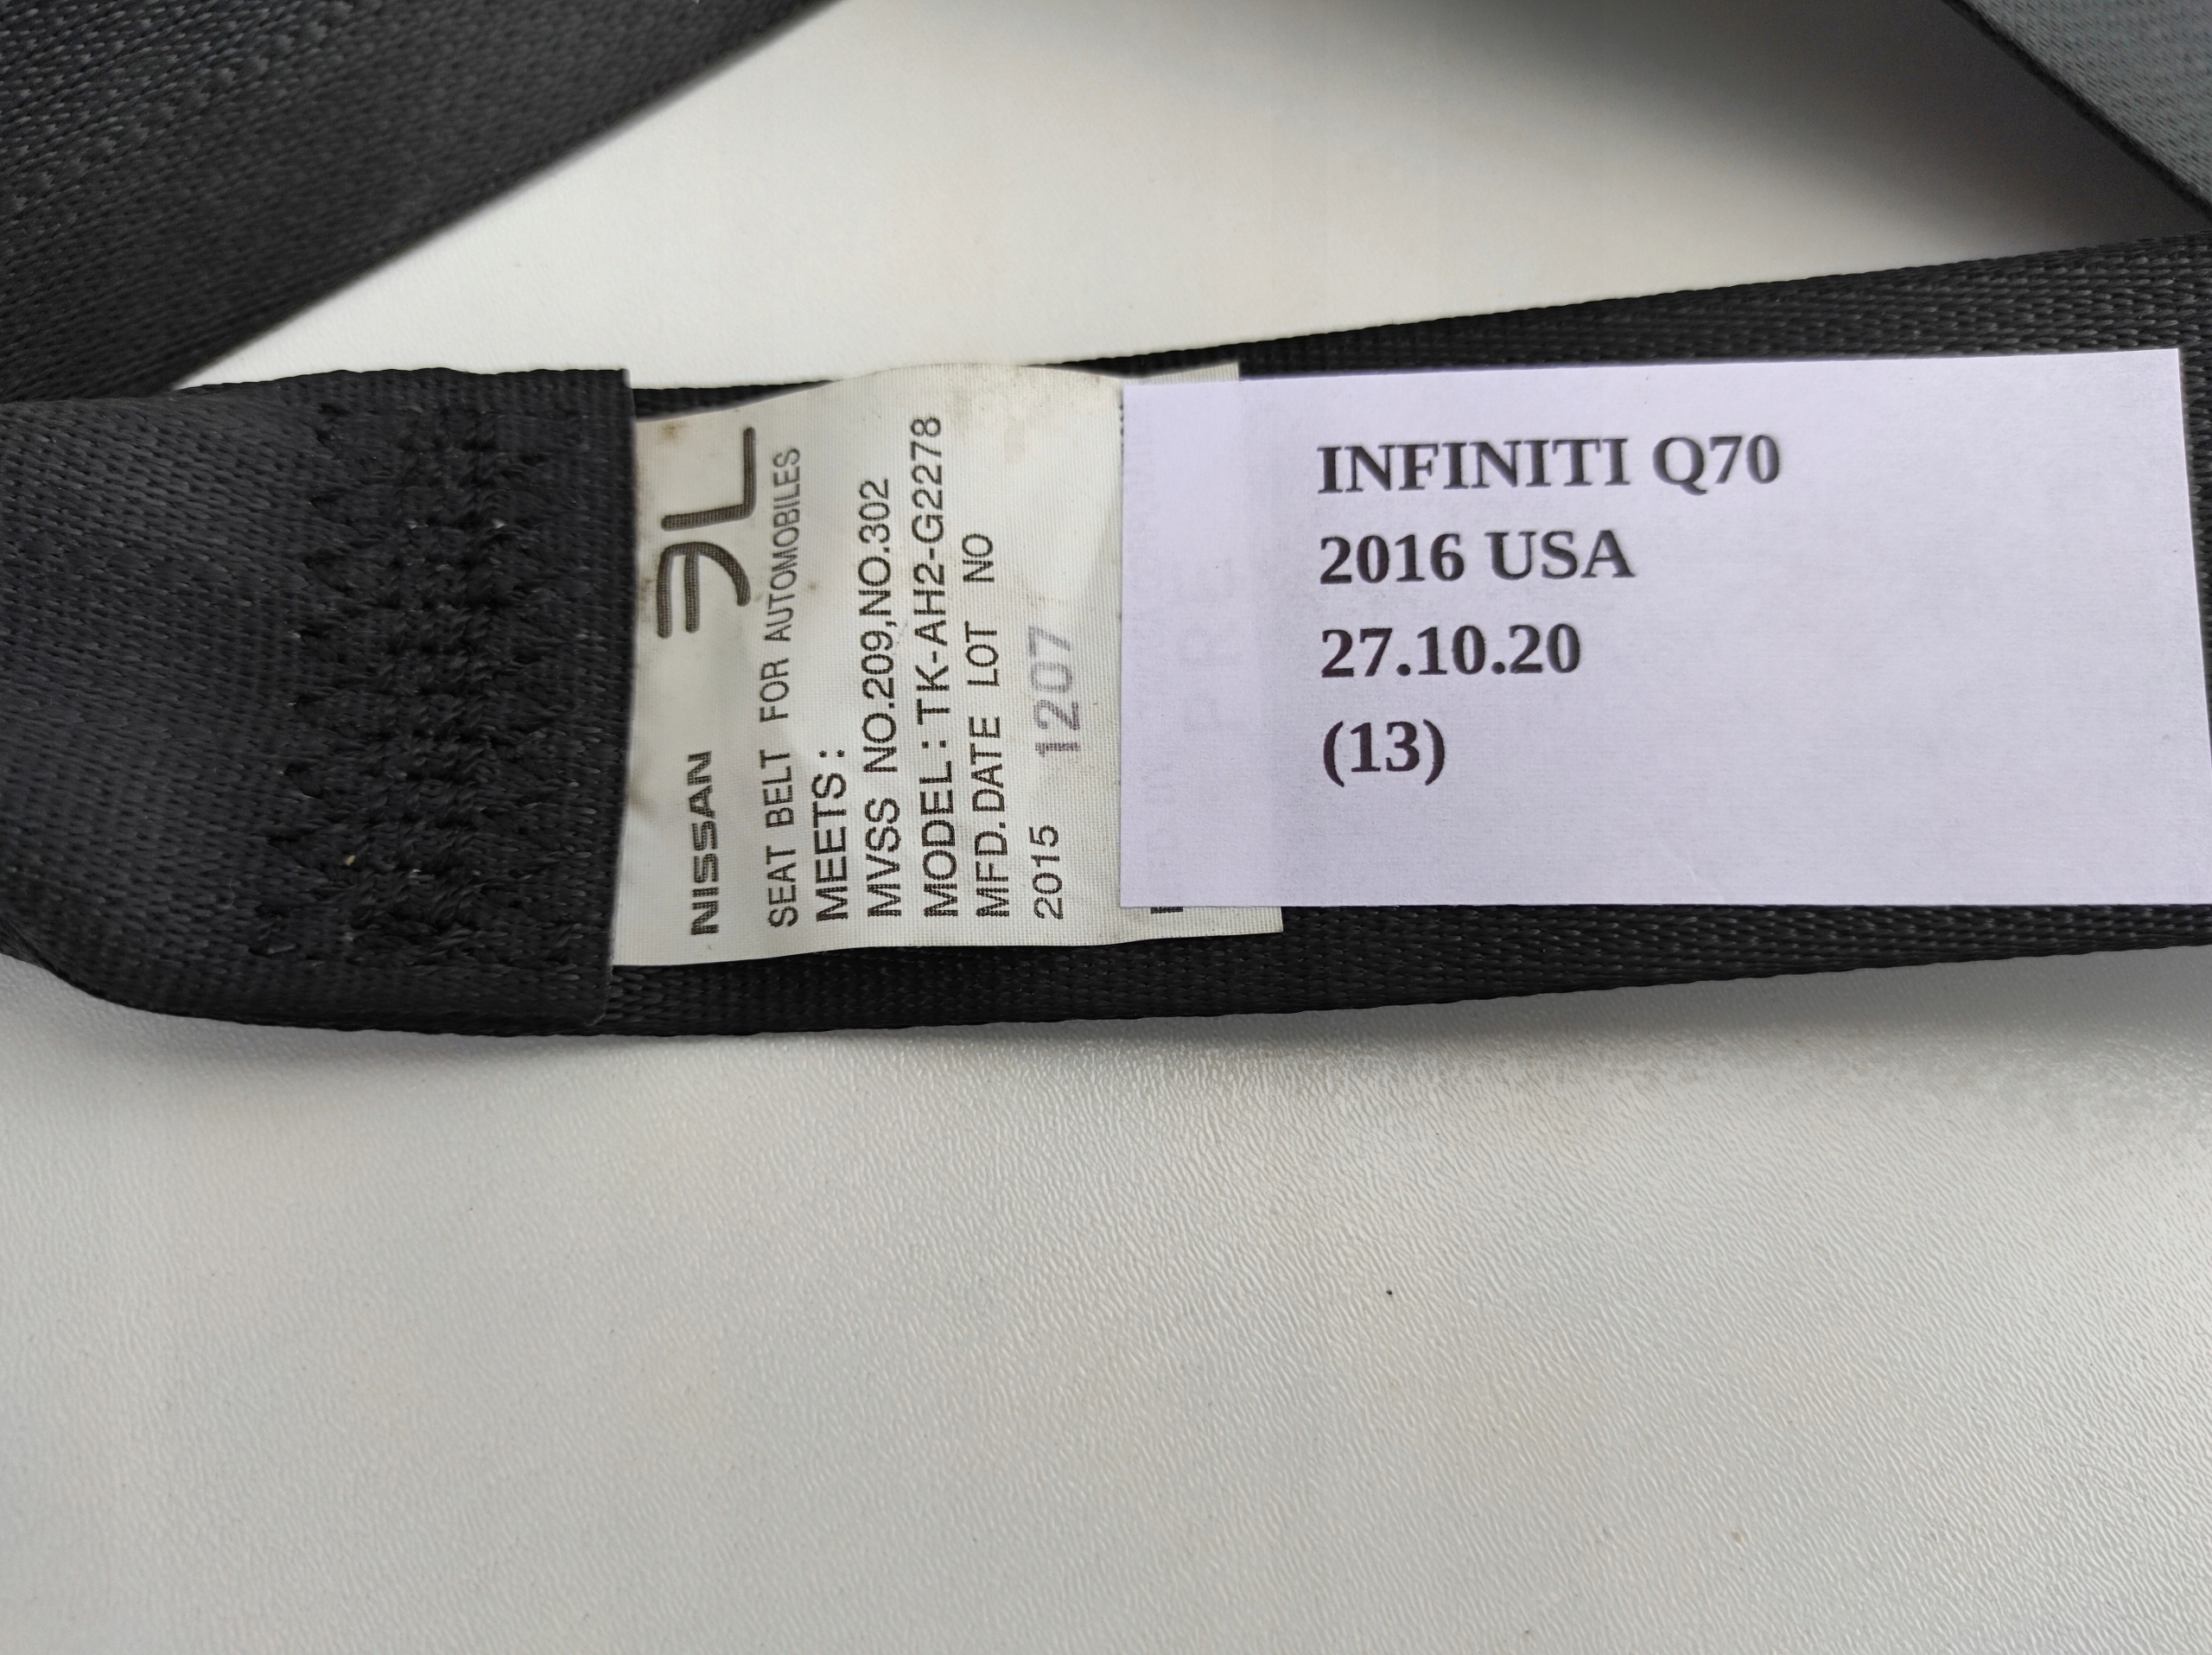 NISSAN
3L
SEAT BELT FOR AUTOMOBILES
MEETS:
MVSS NO.209,NO.302
MODEL:TK-AH2-G2278
MFD.DATE LOT NO
2015 1207
INFINITI Q70
2016 USA
27.10.20
(13)